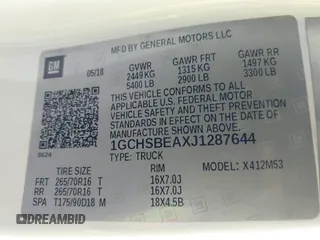 GM
MFD BY GENERAL MOTORS LLC
05/18
GVWR GAWR FRT GAWR RR
2449 KG 1315 KG 1497 KG
5400 LB 2900 LB 3300 LB
THIS VEHICLE CONFORMS TO ALL
APPLICABLE U.S. FEDERAL MOTOR
VEHICLE SAFETY AND THEFT PREVENTION
STANDARDS IN EFFECT ON THE DATE OF
MANUFACTURE SHOWN ABOVE.
1GCHSBEAXJ1287644
8624
TYPE: TRUCK
MODEL: X412M53
TIRE SIZE RIM
FRT 265/70R16 T 16X7.0J
RR 265/70R16 T 16X7.0J
SPA T175/90D18 M 18X4.5B
© DREAMBID